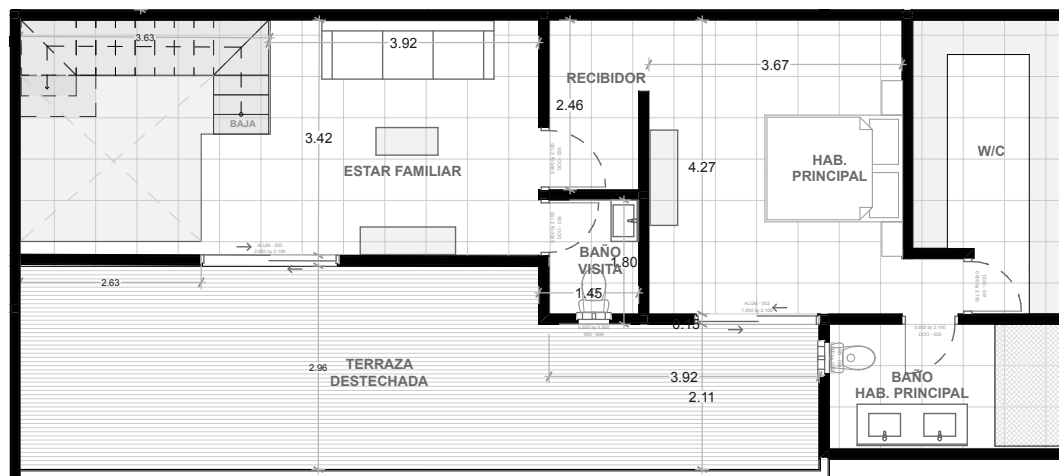 3.63
3.92
RECIBIDOR
3.67
2.46
BAJA
3.42
ESTAR FAMILIAR
4.27
HAB.
PRINCIPAL
W/C
BAÑO
VISITA
1.80
2.63
1.45
0.15
TERRAZA
DESTECHADA
2.96
3.92
2.11
BAÑO
HAB. PRINCIPAL